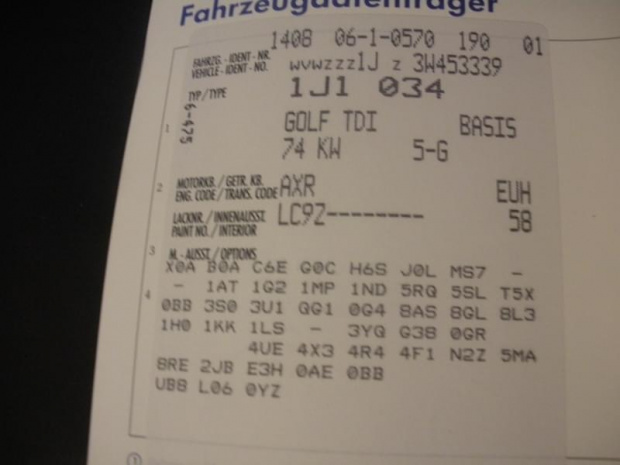 Fahrzeugdatenträger
1408 06-1-0570 190 01
FAHRZG.-IDENT-NR. WVWZZZ1J Z 3W453339
VEHICLE-IDENT-NO.
TYP/TYPE 1J1 034
6-475
1 GOLF TDI BASIS
74 KW 5-G
2 MOTORKB./GETR.KB. AXR EUH
ENG. CODE/TRANS. CODE
LACKNR./INNENAUSST. LC9Z-------- 58
PAINT NO./INTERIOR
3 M.-AUSST./OPTIONS
X0A B0A C6E G0C H6S J0L MS7 -
4 - 1AT 1G2 1MP 1ND 5RQ 5SL T5X
0BB 3S0 3U1 QG1 0G4 8AS 8GL 8L3
1H0 1KK 1LS - 3YG G38 0GR
4UE 4X3 4R4 4F1 N2Z 5MA
8RE 2JB E3H 0AE 0BB
UB8 L06 0YZ
1